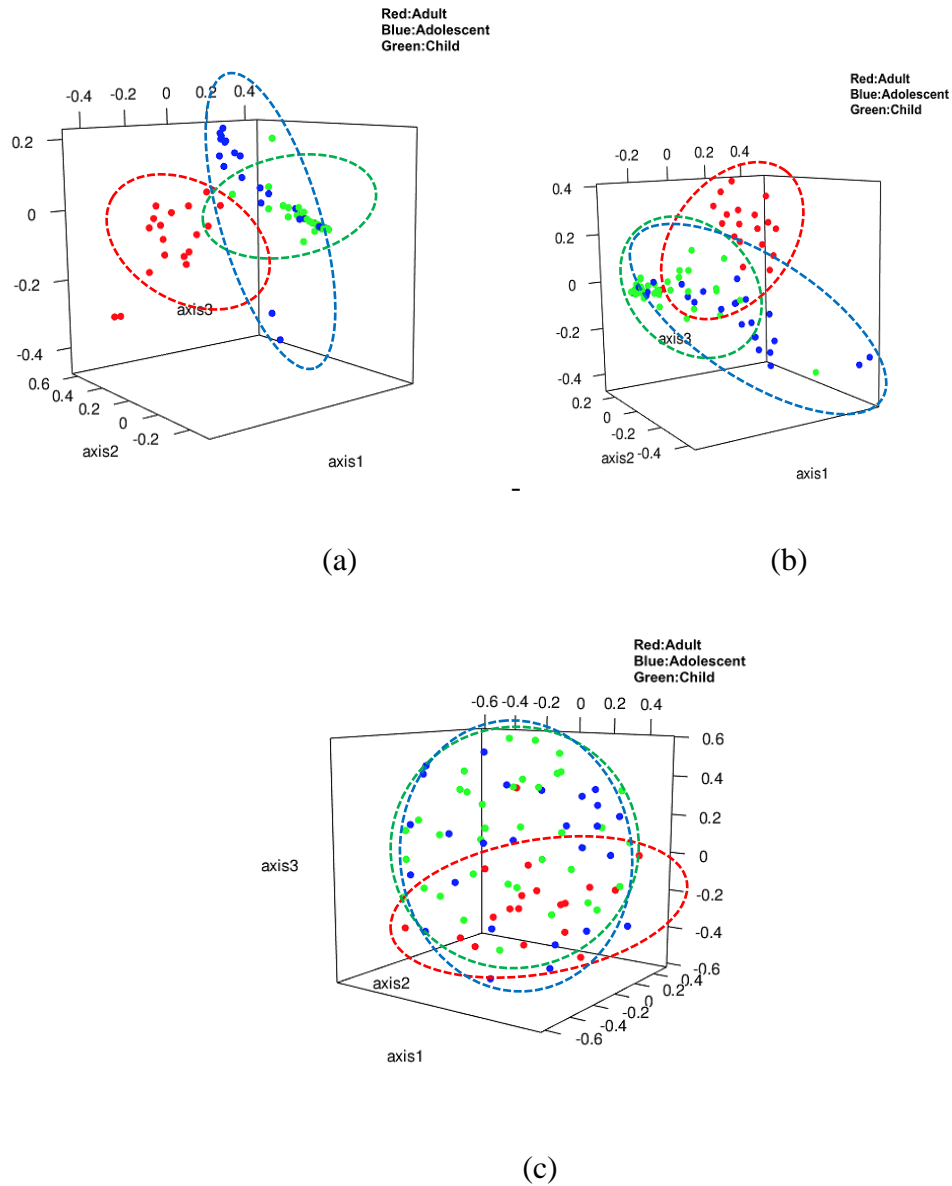 Red:Adult
Blue:Adolescent
Green:Child
-0.4 -0.2 0 0.2 0.4
0.2
0
-0.2
-0.4
axis3
0.6
0.4
0.2
0
-0.2
axis2
axis1
Red:Adult
Blue:Adolescent
Green:Child
-0.2 0 0.2 0.4
0.4
0.2
0
-0.2
-0.4
axis3
0.2
0
-0.2
-0.4
axis2
axis1
-
(a)
(b)
Red:Adult
Blue:Adolescent
Green:Child
-0.6 -0.4 -0.2 0 0.2 0.4
0.6
0.4
0.2
0
-0.2
-0.4
-0.6
axis3
axis2
0.4
0.2
0
-0.2
-0.4
-0.6
axis1
(c)